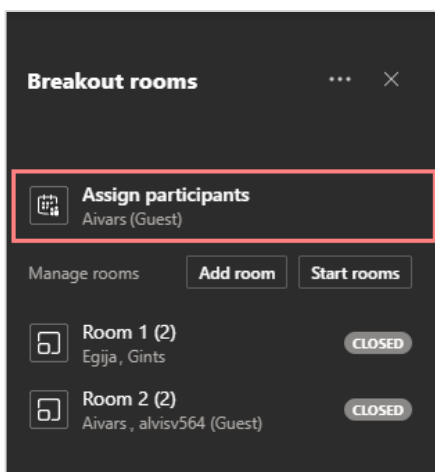 Breakout rooms
Assign participants
Aivars (Guest)
Manage rooms Add room Start rooms
Room 1 (2) CLOSED
Egija, Gints
Room 2 (2) CLOSED
Aivars, alvisv564 (Guest)